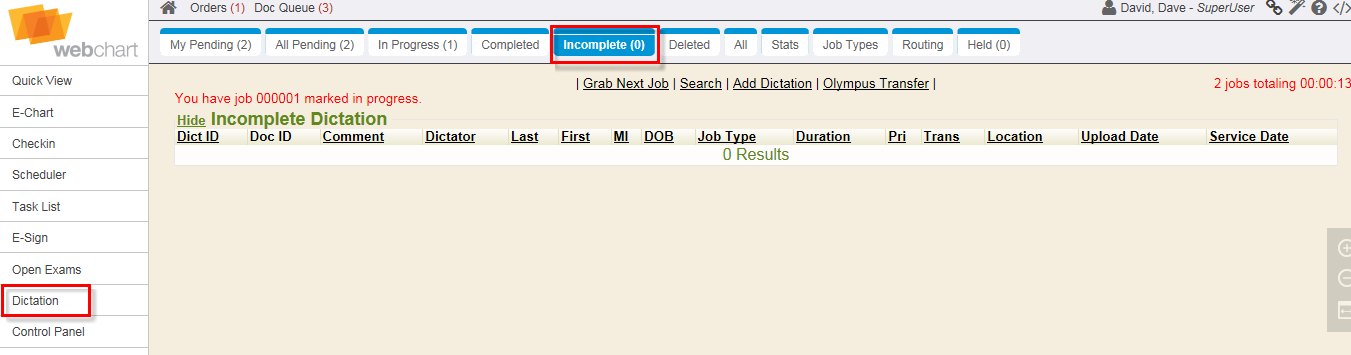 webchart
Orders (1) Doc Queue (3)
David, Dave - SuperUser
My Pending (2) All Pending (2) In Progress (1) Completed Incomplete (0) Deleted All Stats Job Types Routing Held (0)
Quick View
E-Chart
Checkin
Scheduler
Task List
E-Sign
Open Exams
Dictation
Control Panel
| Grab Next Job | Search | Add Dictation | Olympus Transfer |
2 jobs totaling 00:00:13
You have job 000001 marked in progress.
Hide Incomplete Dictation
Dict ID Doc ID Comment Dictator Last First MI DOB Job Type Duration Pri Trans Location Upload Date Service Date
0 Results